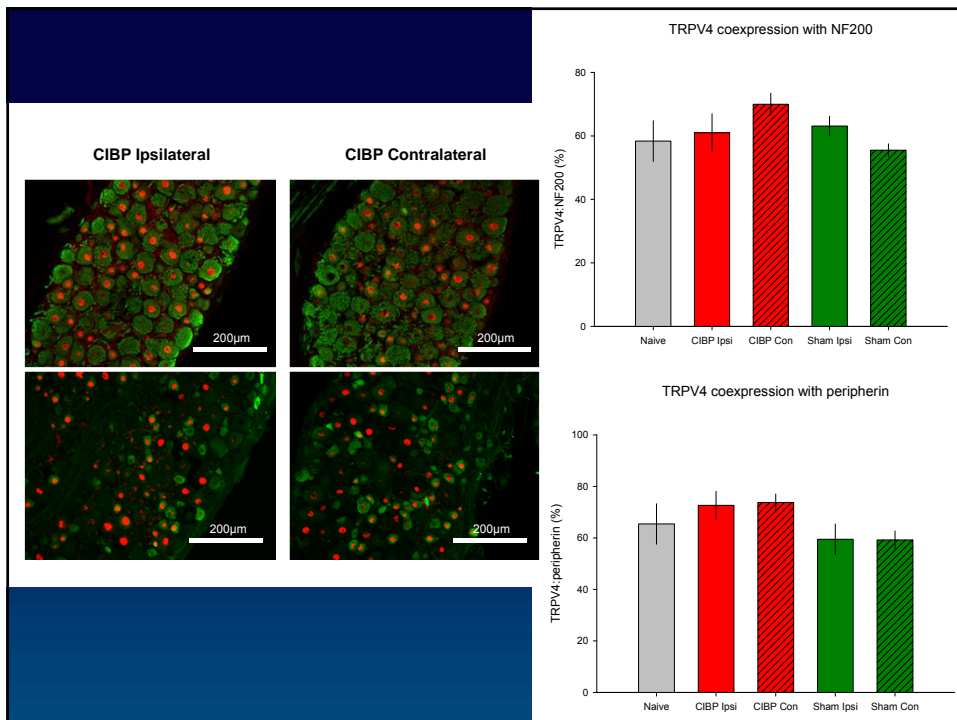 CIBP Ipsilateral
CIBP Contralateral
200µm
200µm
200µm
200µm
TRPV4 coexpression with NF200
TRPV4:NF200 (%)
80
60
40
20
0
Naive CIBP Ipsi CIBP Con Sham Ipsi Sham Con
TRPV4 coexpression with peripherin
TRPV4:peripherin (%)
100
80
60
40
20
0
Naive CIBP Ipsi CIBP Con Sham Ipsi Sham Con